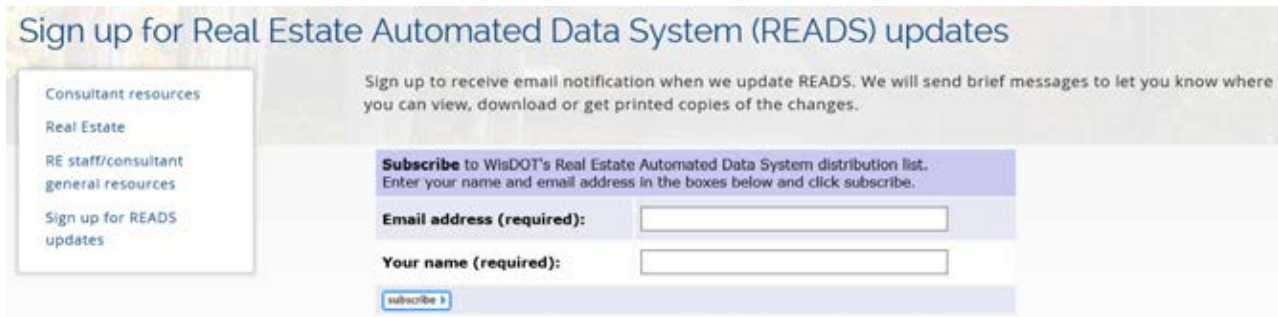 Sign up for Real Estate Automated Data System (READS) updates
Consultant resources
Real Estate
RE staff/consultant
general resources
Sign up for READS
updates
Sign up to receive email notification when we update READS. We will send brief messages to let you know where
you can view, download or get printed copies of the changes.
Subscribe to WisDOT's Real Estate Automated Data System distribution list.
Enter your name and email address in the boxes below and click subscribe.
Email address (required):
Your name (required):
subscribe